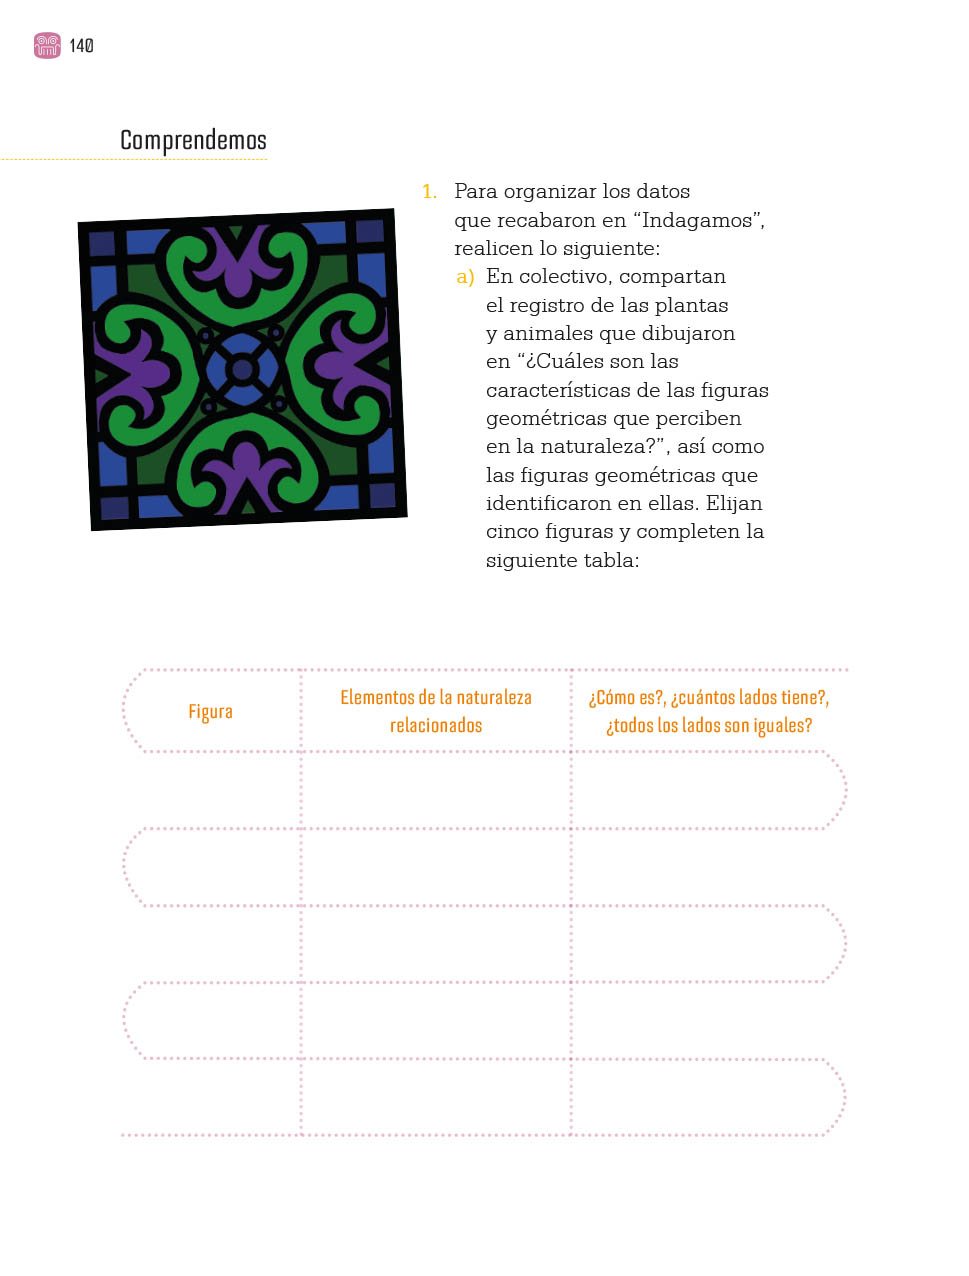 140
Comprendemos
1. Para organizar los datos
que recabaron en “Indagamos”,
realicen lo siguiente:
a) En colectivo, compartan
el registro de las plantas
y animales que dibujaron
en “¿Cuáles son las
características de las figuras
geométricas que perciben
en la naturaleza?”, así como
las figuras geométricas que
identificaron en ellas. Elijan
cinco figuras y completen la
siguiente tabla:
Figura
Elementos de la naturaleza
relacionados
¿Cómo es?, ¿cuántos lados tiene?,
¿todos los lados son iguales?